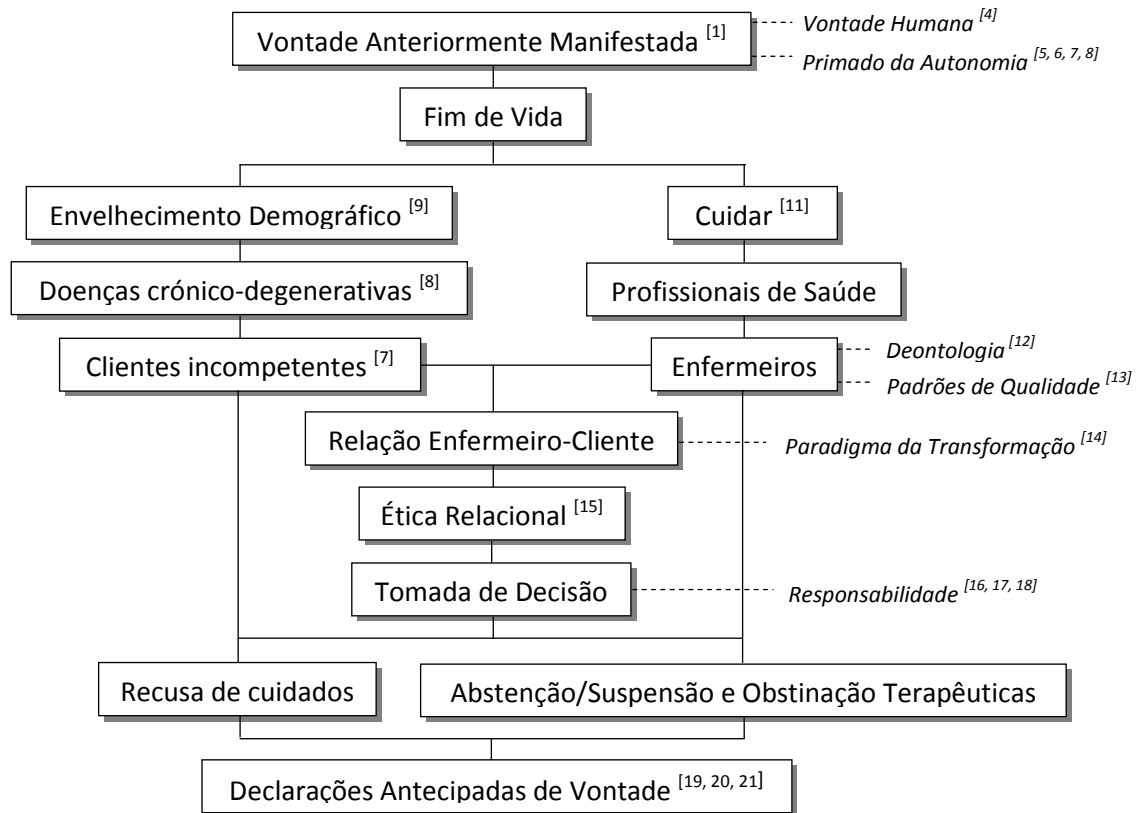 Vontade Anteriormente Manifestada [1]
Vontade Humana [4]
Primado da Autonomia [5, 6, 7, 8]
Fim de Vida
Envelhecimento Demográfico [9]
Cuidar [11]
Doenças crónico-degenerativas [8]
Profissionais de Saúde
Clientes incompetentes [7]
Enfermeiros
Deontologia [12]
Padrões de Qualidade [13]
Relação Enfermeiro-Cliente
Paradigma da Transformação [14]
Ética Relacional [15]
Tomada de Decisão
Responsabilidade [16, 17, 18]
Recusa de cuidados
Abstenção/Suspensão e Obstinação Terapêuticas
Declarações Antecipadas de Vontade [19, 20, 21]